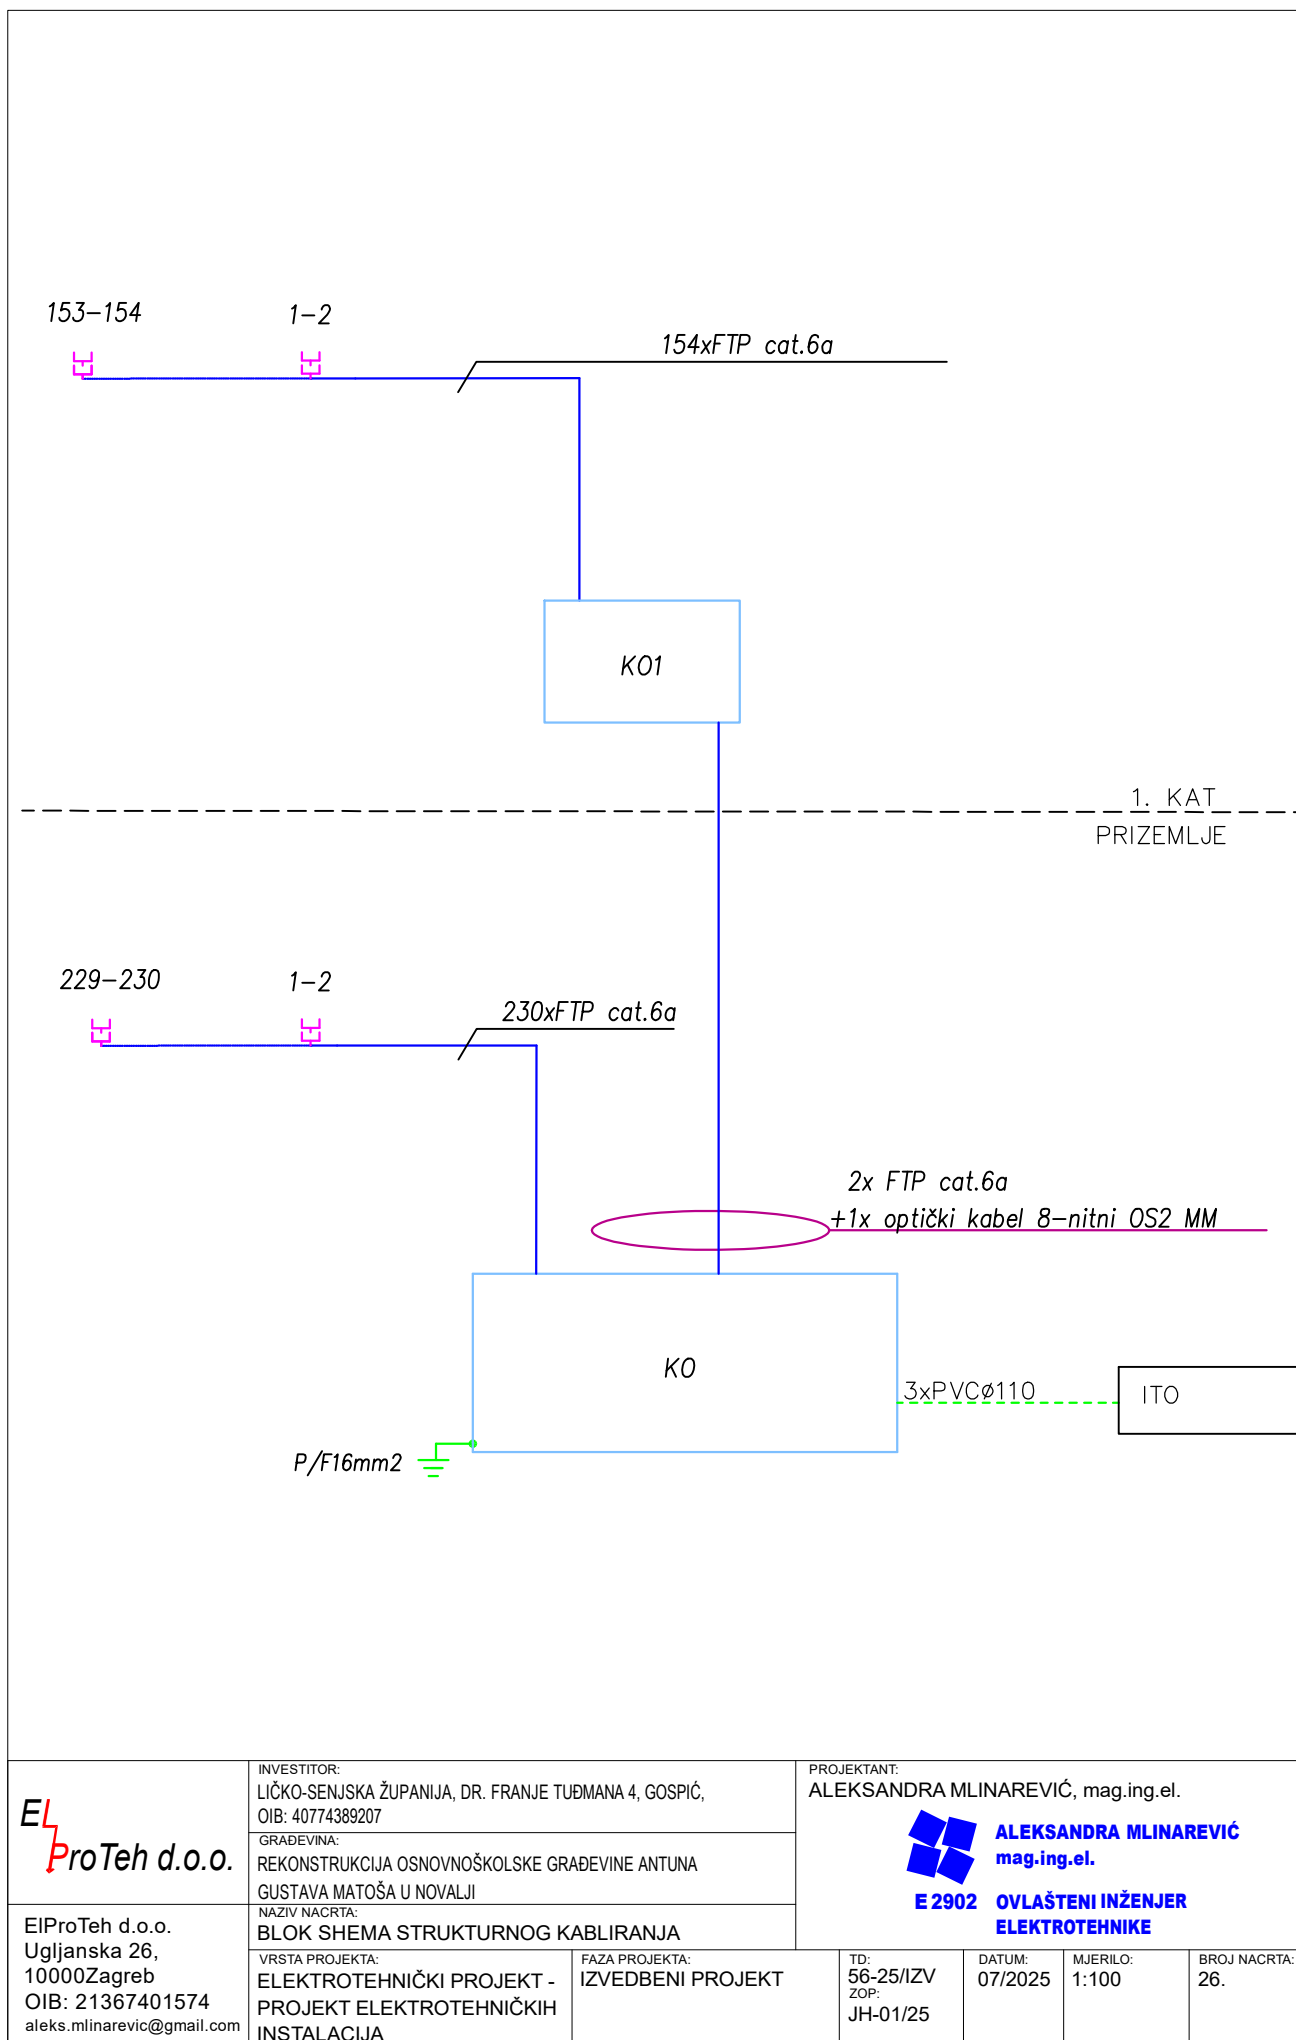 153-154
1-2
154xFTP cat.6a
KO1
1. KAT
PRIZEMLJE
229-230
1-2
230xFTP cat.6a
2x FTP cat.6a
+1x optički kabel 8-nitni OS2 MM
KO
3xPVCø110
ITO
P/F16mm2
ElProTeh d.o.o.
ElProTeh d.o.o.
Ugljanska 26,
10000Zagreb
OIB: 21367401574
aleks.mlinarevic@gmail.com
INVESTITOR:
LIČKO-SENJSKA ŽUPANIJA, DR. FRANJE TUĐMANA 4, GOSPIĆ,
OIB: 40774389207
GRAĐEVINA:
REKONSTRUKCIJA OSNOVNOŠKOLSKE GRAĐEVINE ANTUNA
GUSTAVA MATOŠA U NOVALJI
NAZIV NACRTA:
BLOK SHEMA STRUKTURNOG KABLIRANJA
PROJEKTANT:
ALEKSANDRA MLINAREVIĆ, mag.ing.el.
ALEKSANDRA MLINAREVIĆ
mag.ing.el.
E 2902 OVLAŠTENI INŽENJER
ELEKTROTEHNIKE
VRSTA PROJEKTA:
ELEKTROTEHNIČKI PROJEKT -
PROJEKT ELEKTROTEHNIČKIH
INSTALACIJA
FAZA PROJEKTA:
IZVEDBENI PROJEKT
TD:
56-25/IZV
ZOP:
JH-01/25
DATUM:
07/2025
MJERILO:
1:100
BROJ NACRTA:
26.